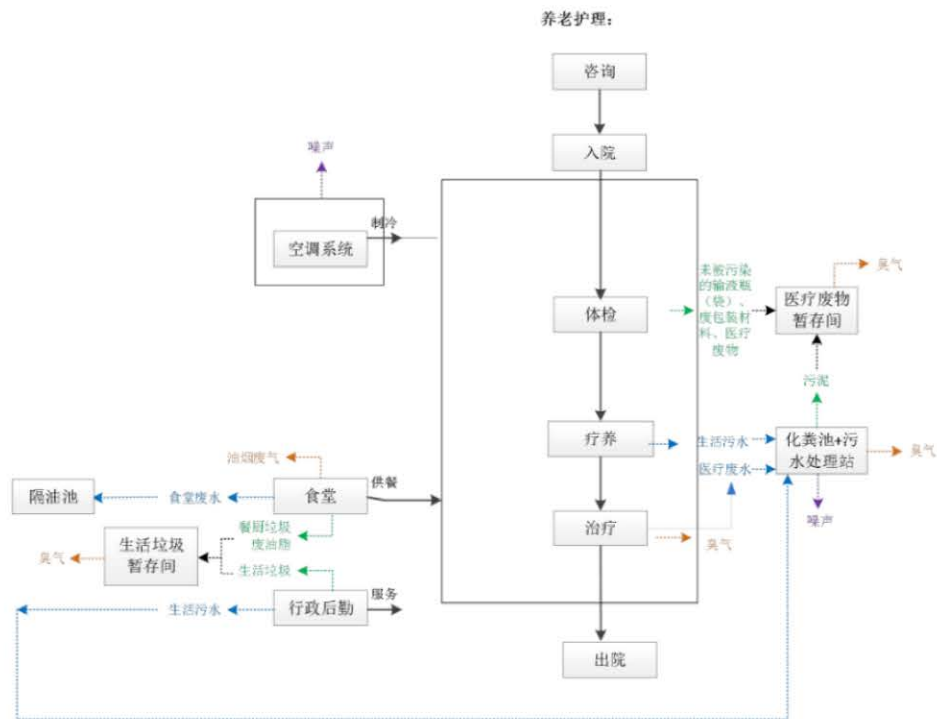 养老护理：
咨询
入院
噪声
制冷
空调系统
体检
未被污染
的输液瓶
（袋）、
废包装材
料、医疗
废物
臭气
医疗废物
暂存间
污泥
疗养
生活污水
医疗废水
化粪池+污
水处理站
臭气
噪声
油烟废气
隔油池
食堂废水
食堂
供餐
餐厨垃圾
废油脂
臭气
生活垃圾
暂存间
生活垃圾
治疗
臭气
生活污水
行政后勤
服务
出院